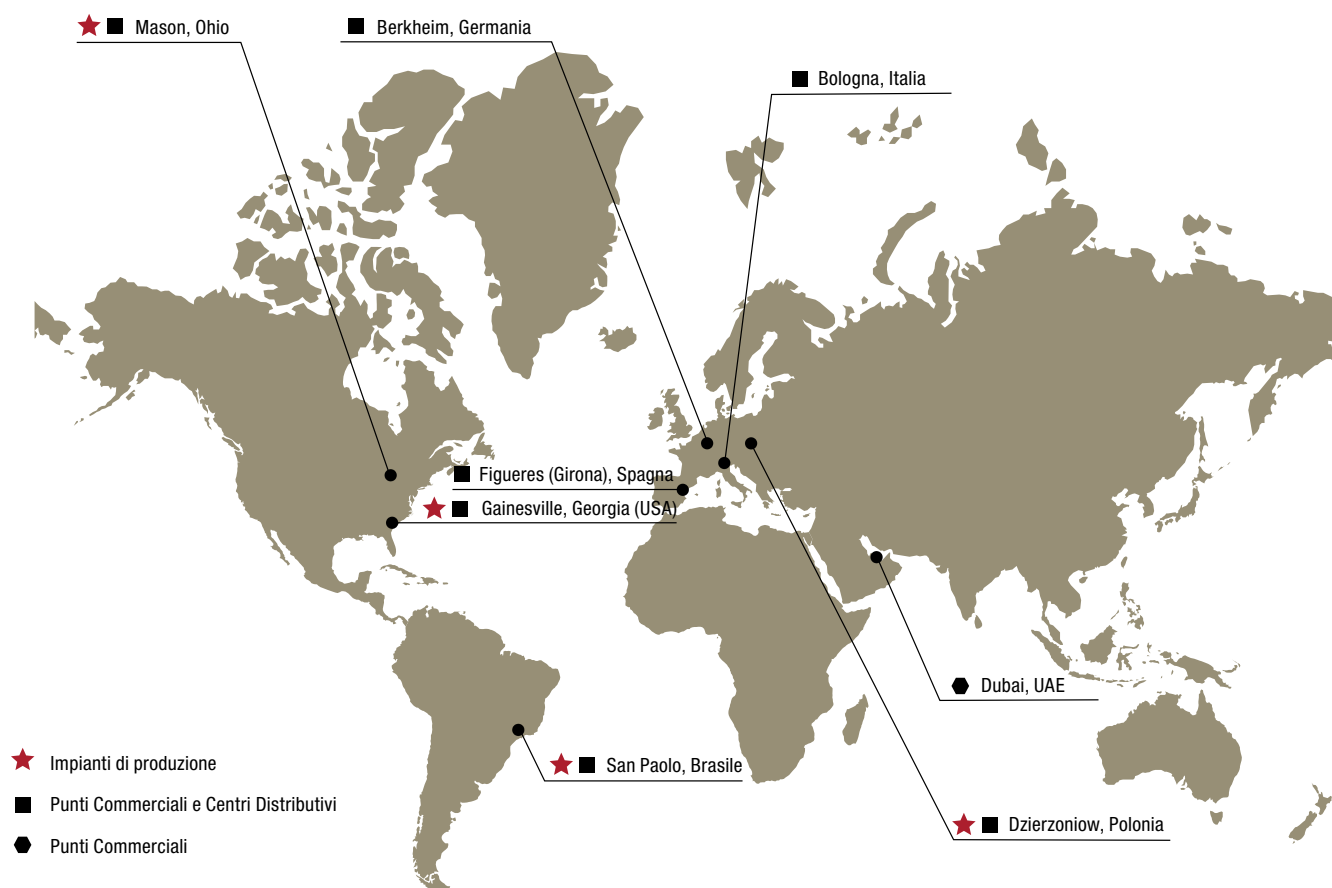 Mason, Ohio
Berkheim, Germania
Bologna, Italia
Figueres (Girona), Spagna
Gainesville, Georgia (USA)
Dubai, UAE
San Paolo, Brasile
Dzierzoniow, Polonia
Impianti di produzione
Punti Commerciali e Centri Distributivi
Punti Commerciali